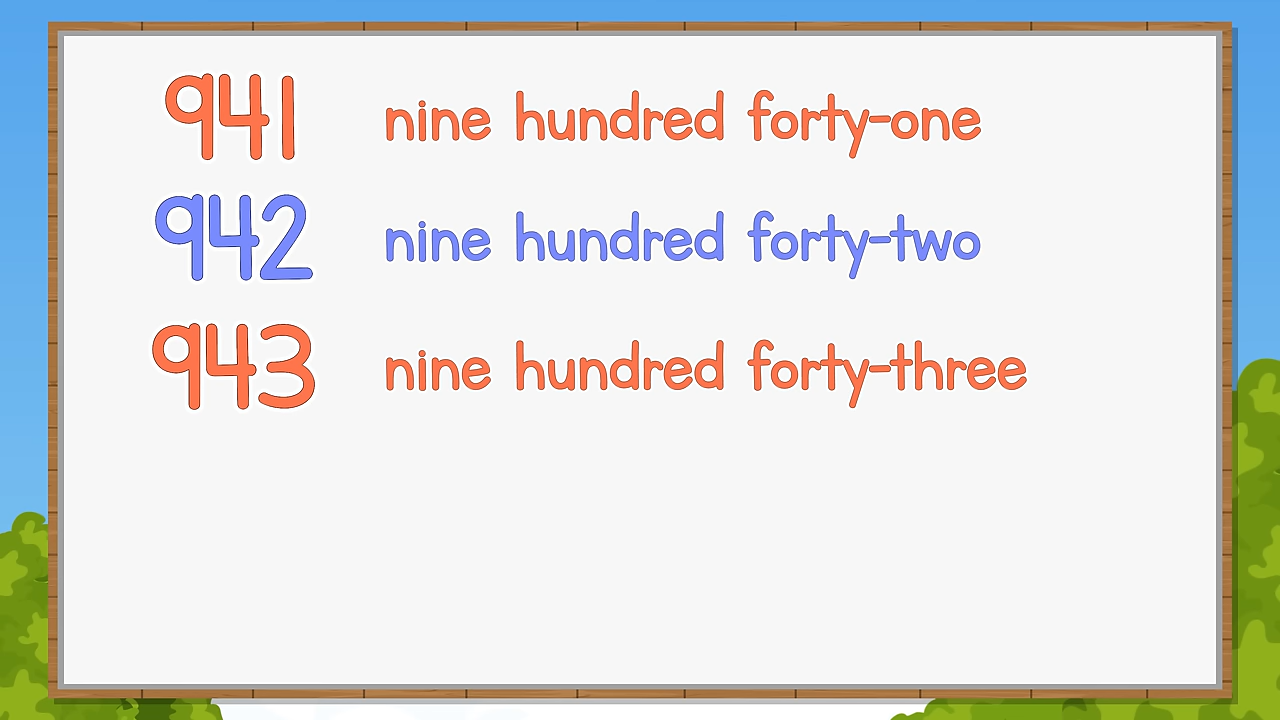 941 nine hundred forty-one
942 nine hundred forty-two
943 nine hundred forty-three